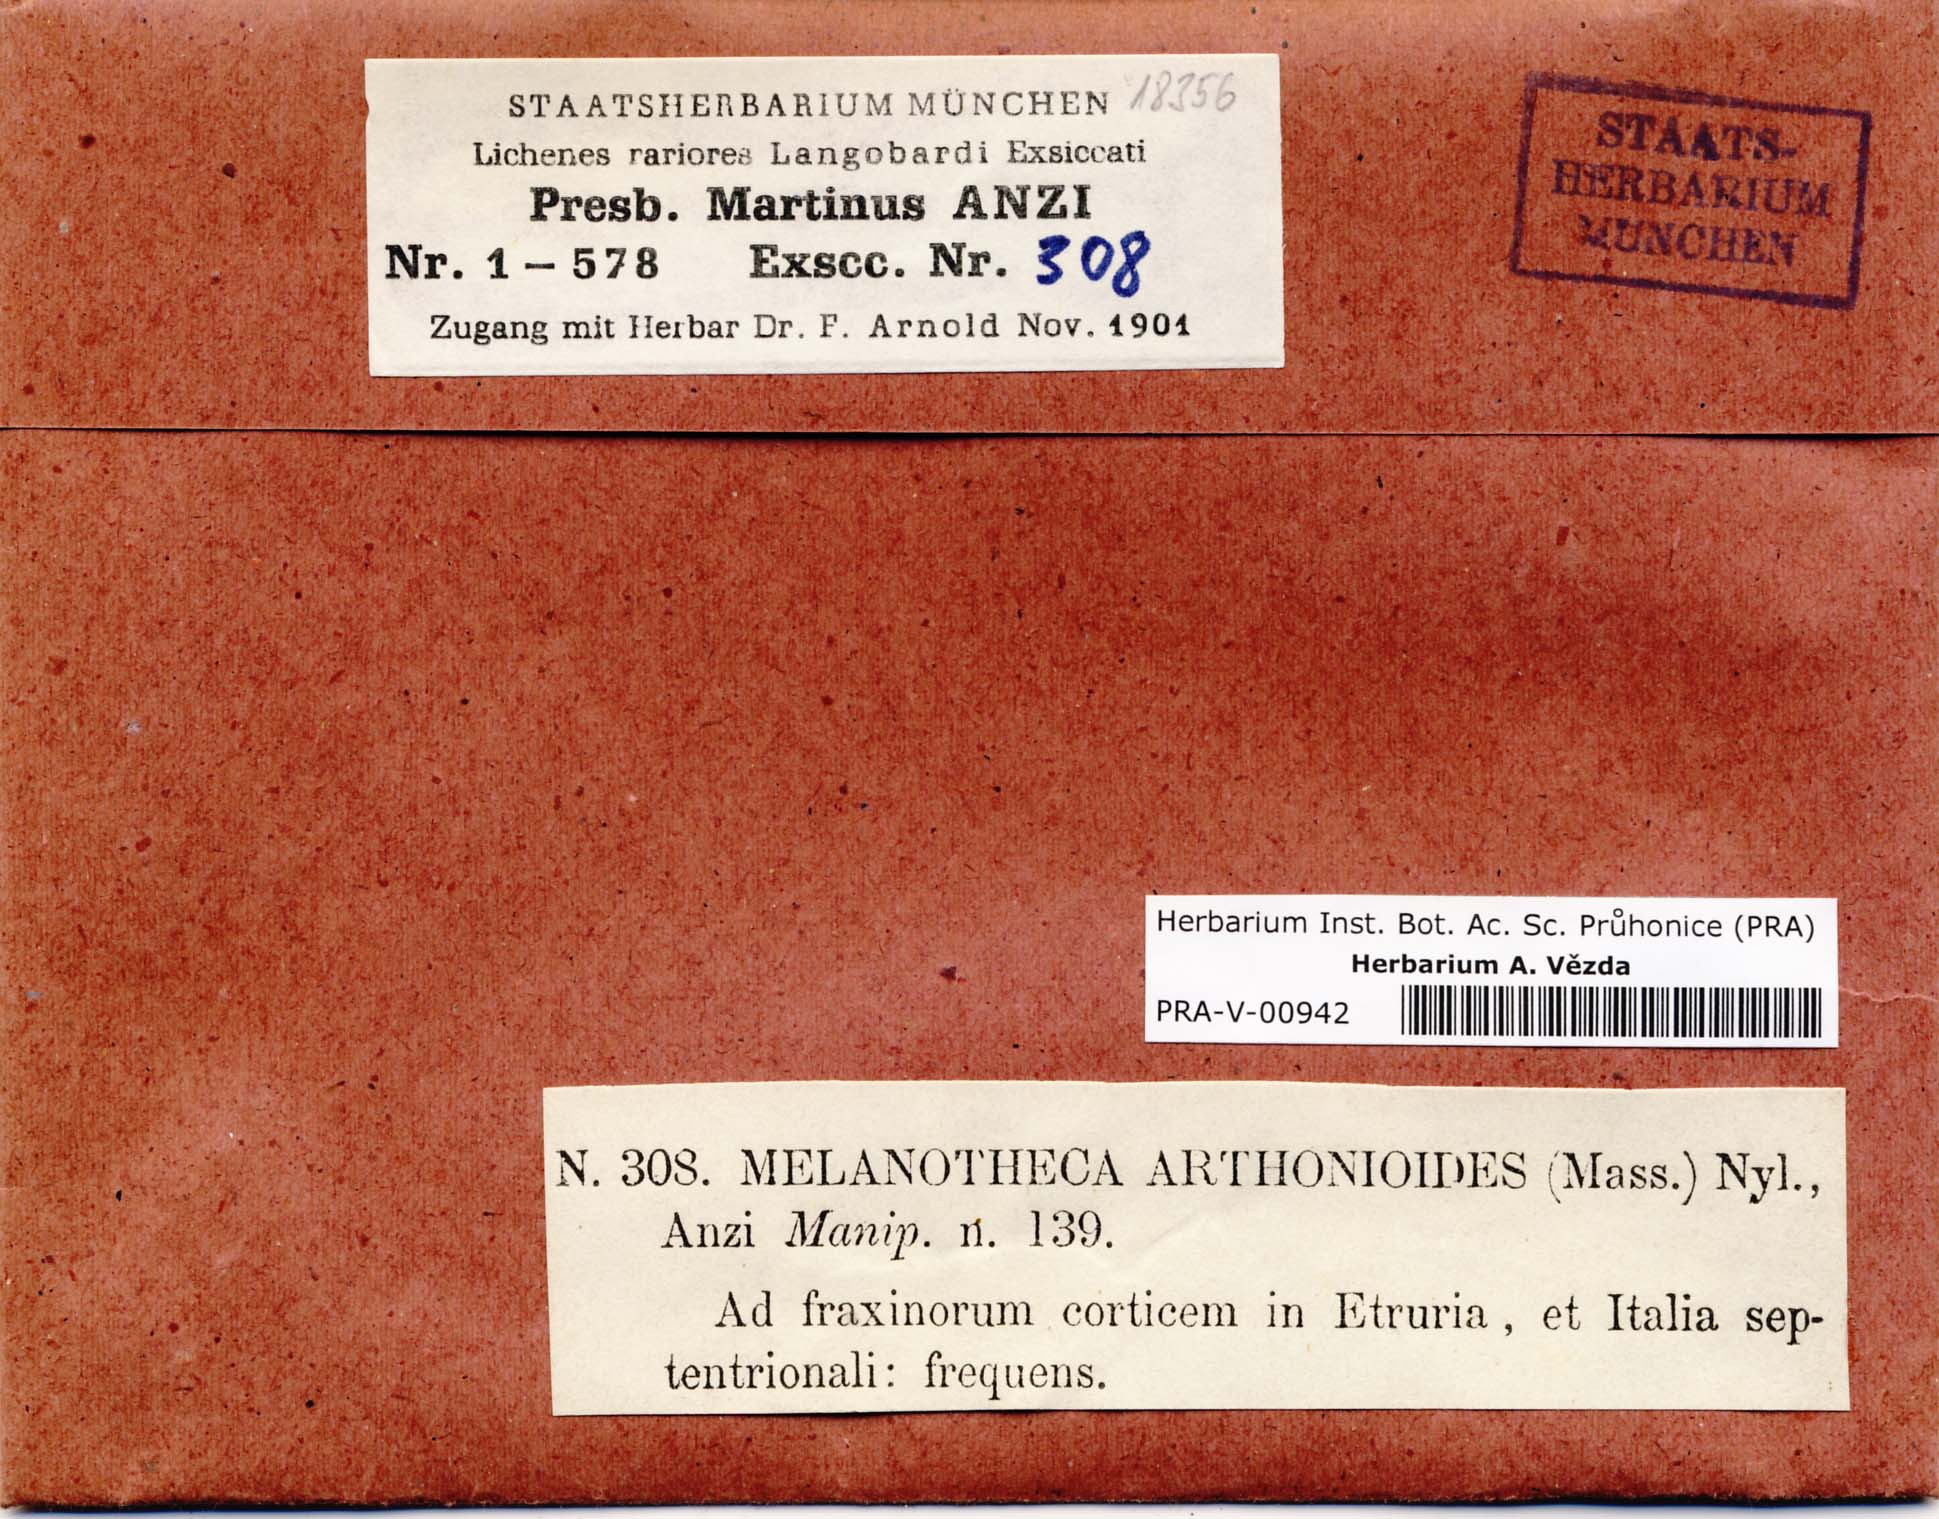 STAATSHERBARIUM MÜNCHEN 18356
Lichenes rariores Langobardi Exsiccati
Presb. Martinus ANZI
Nr. 1 – 578 Exscc. Nr. 308
Zugang mit Herbar Dr. F. Arnold Nov. 1901
STAATS-
HERBARIUM
MÜNCHEN
Herbarium Inst. Bot. Ac. Sc. Průhonice (PRA)
Herbarium A. Vězda
PRA-V-00942
N. 308. MELANOTHECA ARTHONIOIDES (Mass.) Nyl.,
Anzi Manip. n. 139.
Ad fraxinorum corticem in Etruria, et Italia sep-
tentrionali: frequens.